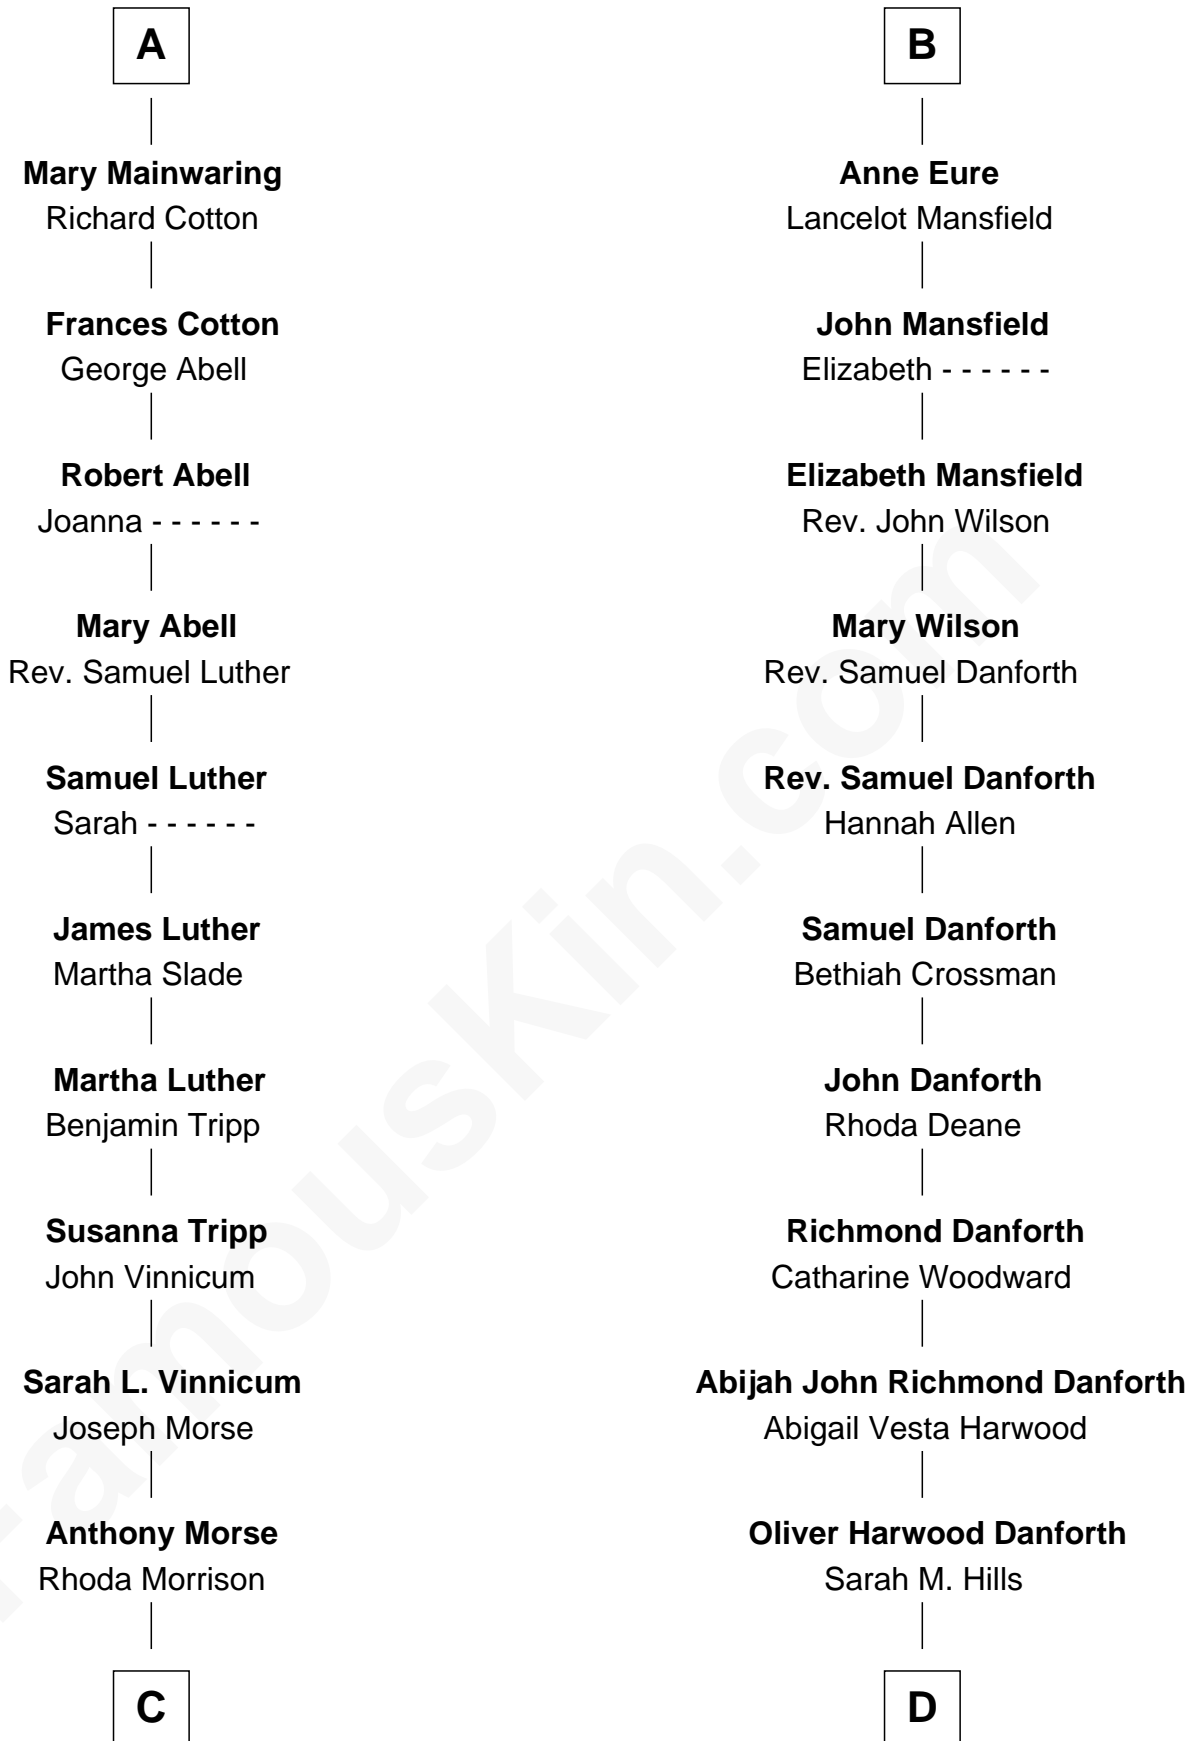 A
Mary Mainwaring
Richard Cotton
Frances Cotton
George Abell
Robert Abell
Joanna - - - - - -
Mary Abell
Rev. Samuel Luther
Samuel Luther
Sarah - - - - - -
James Luther
Martha Slade
Martha Luther
Benjamin Tripp
Susanna Tripp
John Vinnicum
Sarah L. Vinnicum
Joseph Morse
Anthony Morse
Rhoda Morrison
C
B
Anne Eure
Lancelot Mansfield
John Mansfield
Elizabeth - - - - - -
Elizabeth Mansfield
Rev. John Wilson
Mary Wilson
Rev. Samuel Danforth
Rev. Samuel Danforth
Hannah Allen
Samuel Danforth
Bethiah Crossman
John Danforth
Rhoda Deane
Richmond Danforth
Catharine Woodward
Abijah John Richmond Danforth
Abigail Vesta Harwood
Oliver Harwood Danforth
Sarah M. Hills
D
FamousKin.com